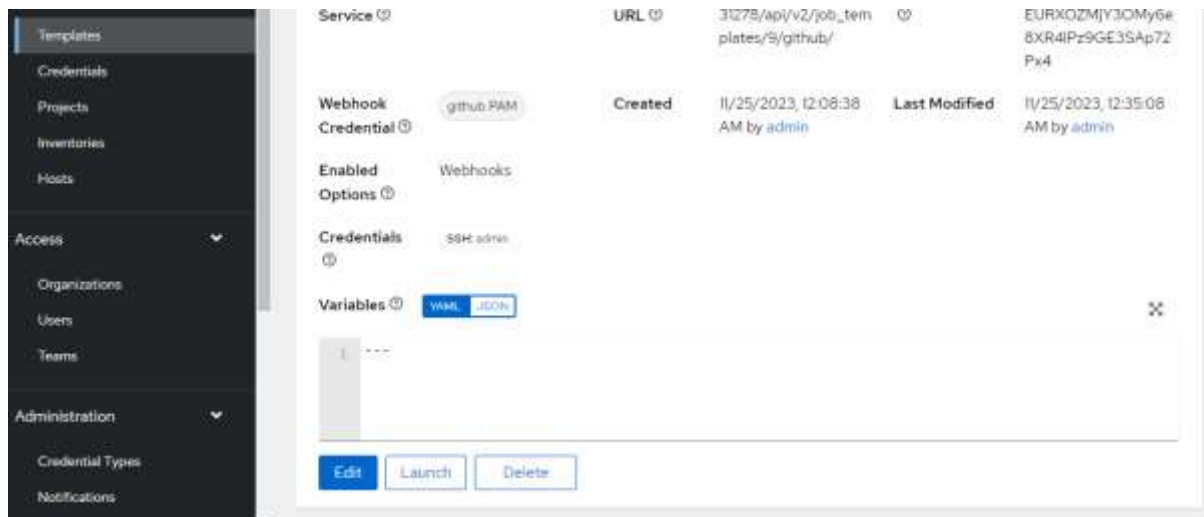 Templates
Credentials
Projects
Inventories
Hosts
Access
Organizations
Users
Teams
Administration
Credential Types
Notifications
Service
URL
31278/api/v2/job_tem
plates/9/github/
8XR4IPz9GE3SAp72
Px4
Webhook
Credential
github PAM
Created
11/25/2023, 12:08:38
AM by admin
Last Modified
11/25/2023, 12:35:08
AM by admin
Enabled
Options
Webhooks
Credentials
SSH: admin
Variables
YAML JSON
1 ---
Edit Launch Delete